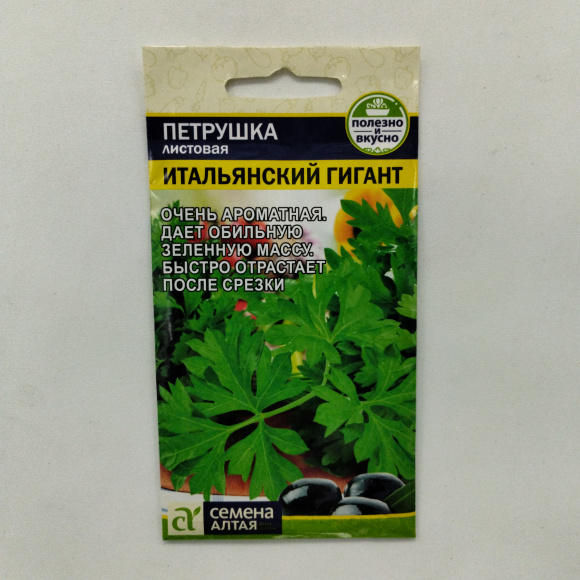 ПЕТРУШКА
листовая
ПОЛЕЗНО
И
ВКУСНО
ИТАЛЬЯНСКИЙ ГИГАНТ
ОЧЕНЬ АРОМАТНАЯ.
ДАЕТ ОБИЛЬНУЮ
ЗЕЛЕННУЮ МАССУ.
БЫСТРО ОТРАСТАЕТ
ПОСЛЕ СРЕЗКИ
семена
АЛТАЯ